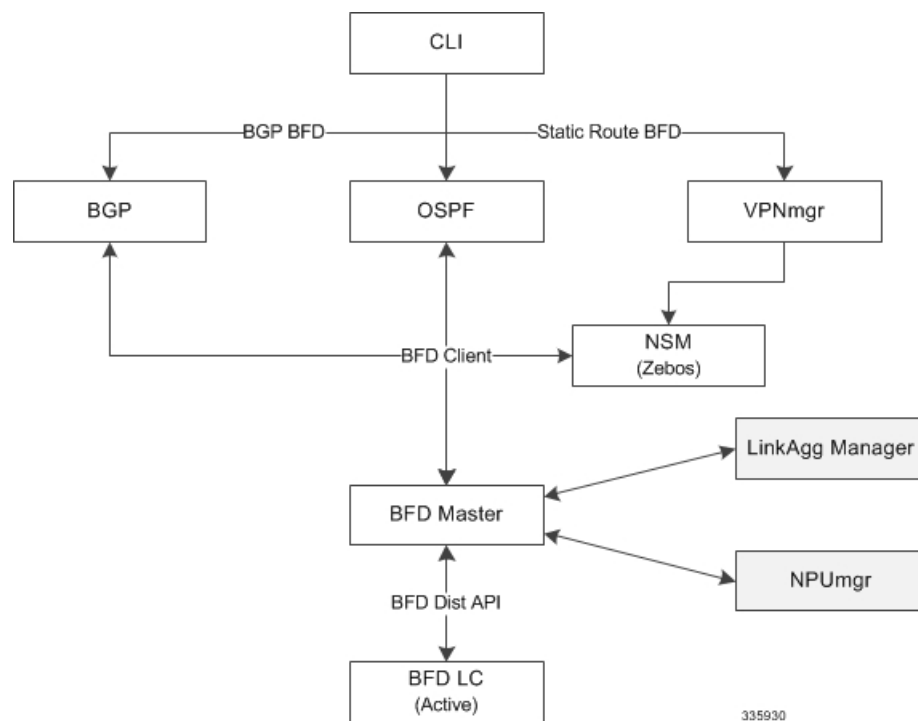 CLI
BGP BFD
Static Route BFD
BGP
OSPF
VPNmgr
BFD Client
NSM
(Zebos)
LinkAgg Manager
BFD Master
NPUmgr
BFD Dist API
BFD LC
(Active)
335930